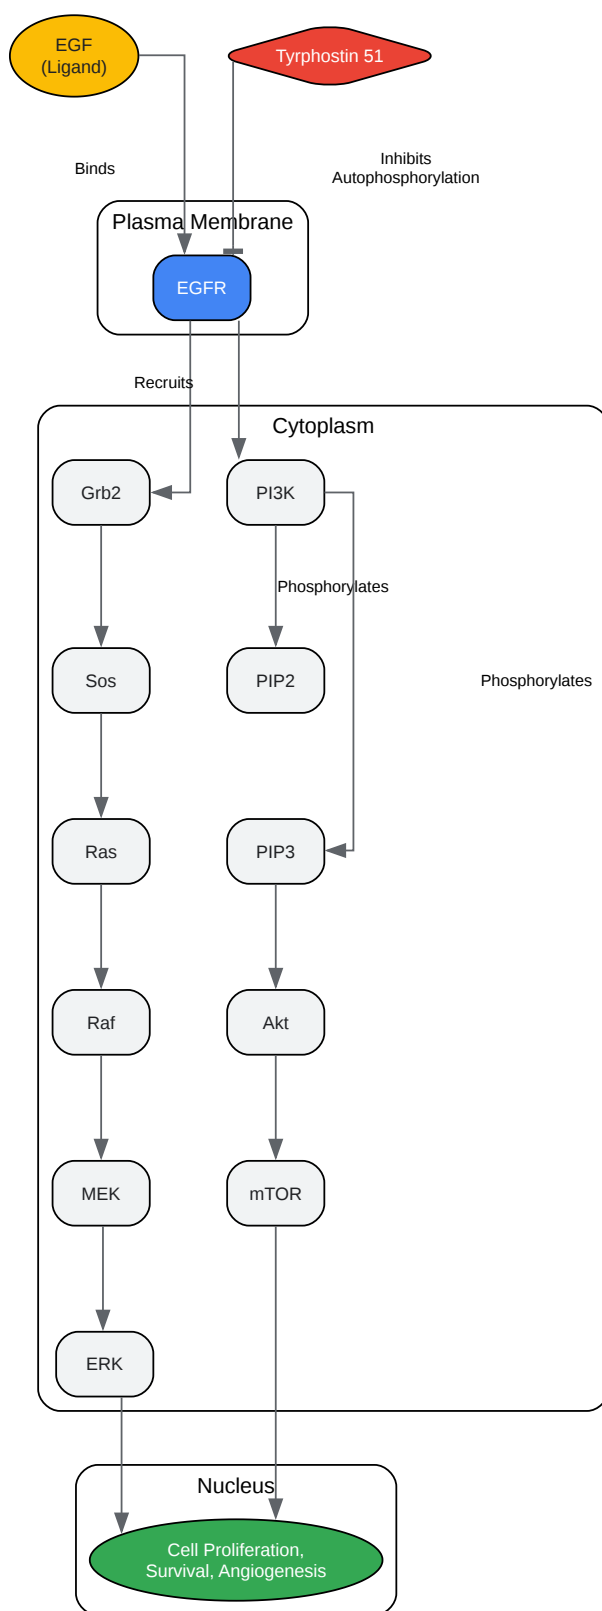 EGF
(Ligand)
Tyrphostin 51
Binds
Inhibits
Autophosphorylation
Plasma Membrane
EGFR
Recruits
Cytoplasm
Grb2
PI3K
Phosphorylates
Sos
PIP2
Phosphorylates
Ras
PIP3
Raf
Akt
MEK
mTOR
ERK
Nucleus
Cell Proliferation,
Survival, Angiogenesis